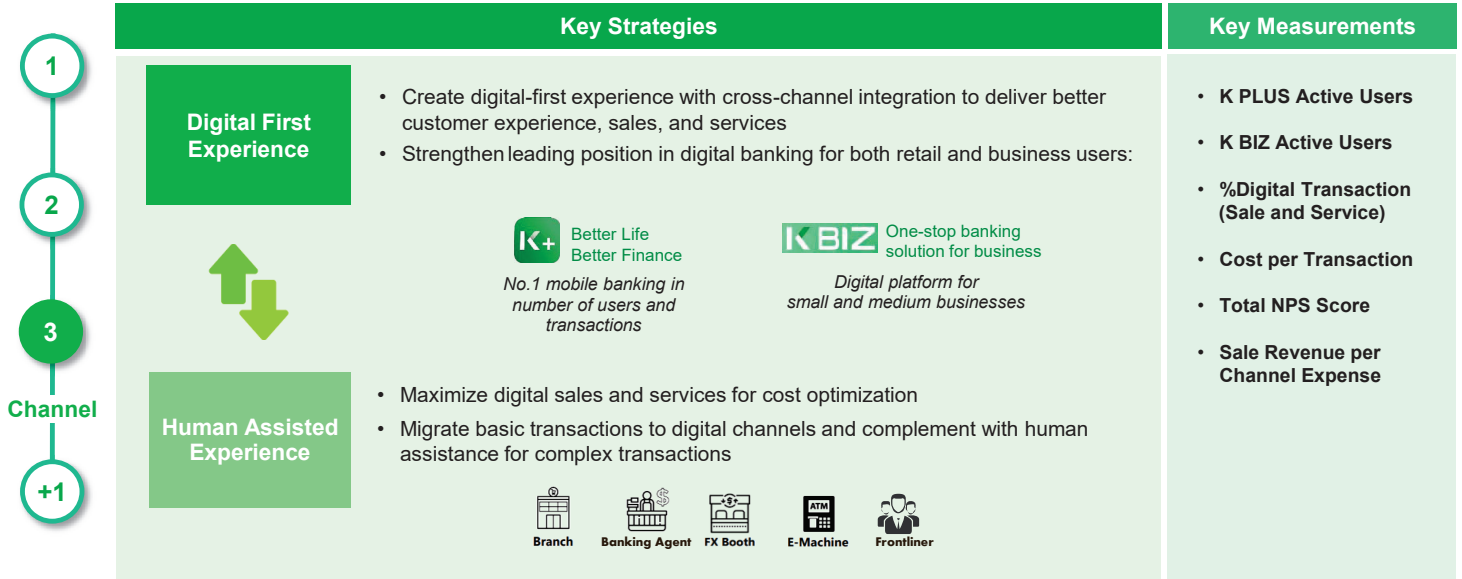 Key Strategies
Key Measurements
1
2
3
Channel
+1
Digital First
Experience
• Create digital-first experience with cross-channel integration to deliver better
customer experience, sales, and services
• Strengthen leading position in digital banking for both retail and business users:
K+
Better Life
Better Finance
No.1 mobile banking in
number of users and
transactions
K BIZ
One-stop banking
solution for business
Digital platform for
small and medium businesses
Human Assisted
Experience
• Maximize digital sales and services for cost optimization
• Migrate basic transactions to digital channels and complement with human
assistance for complex transactions
$
$
ATM
Branch
Banking Agent
FX Booth
E-Machine
Frontliner
• K PLUS Active Users
• K BIZ Active Users
• %Digital Transaction
(Sale and Service)
• Cost per Transaction
• Total NPS Score
• Sale Revenue per
Channel Expense